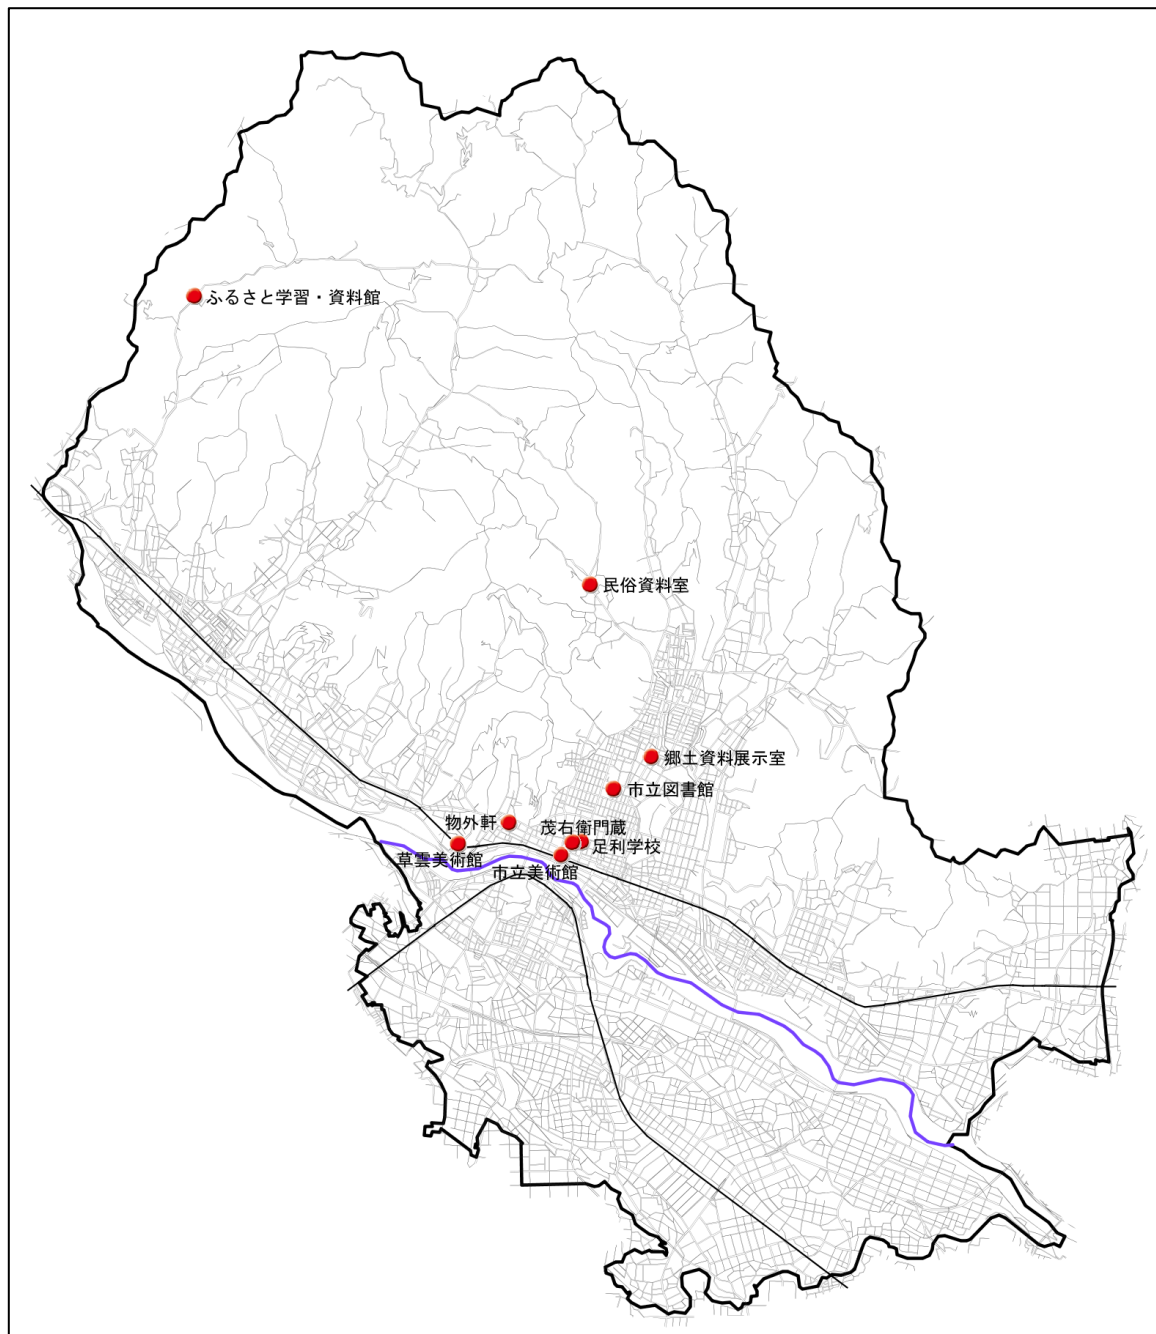 ふるさと学習・資料館
民俗資料室
郷土資料展示室
市立図書館
物外軒
茂右衛門蔵
足利学校
草雲美術館
市立美術館